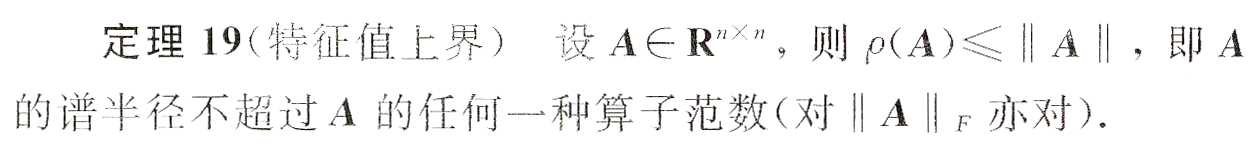 定理 19(特征值上界) 设 A∈R^{n×n}, 则 ρ(A)≤‖A‖, 即 A
的谱半径不超过 A 的任何一种算子范数(对‖A‖_F 亦对).